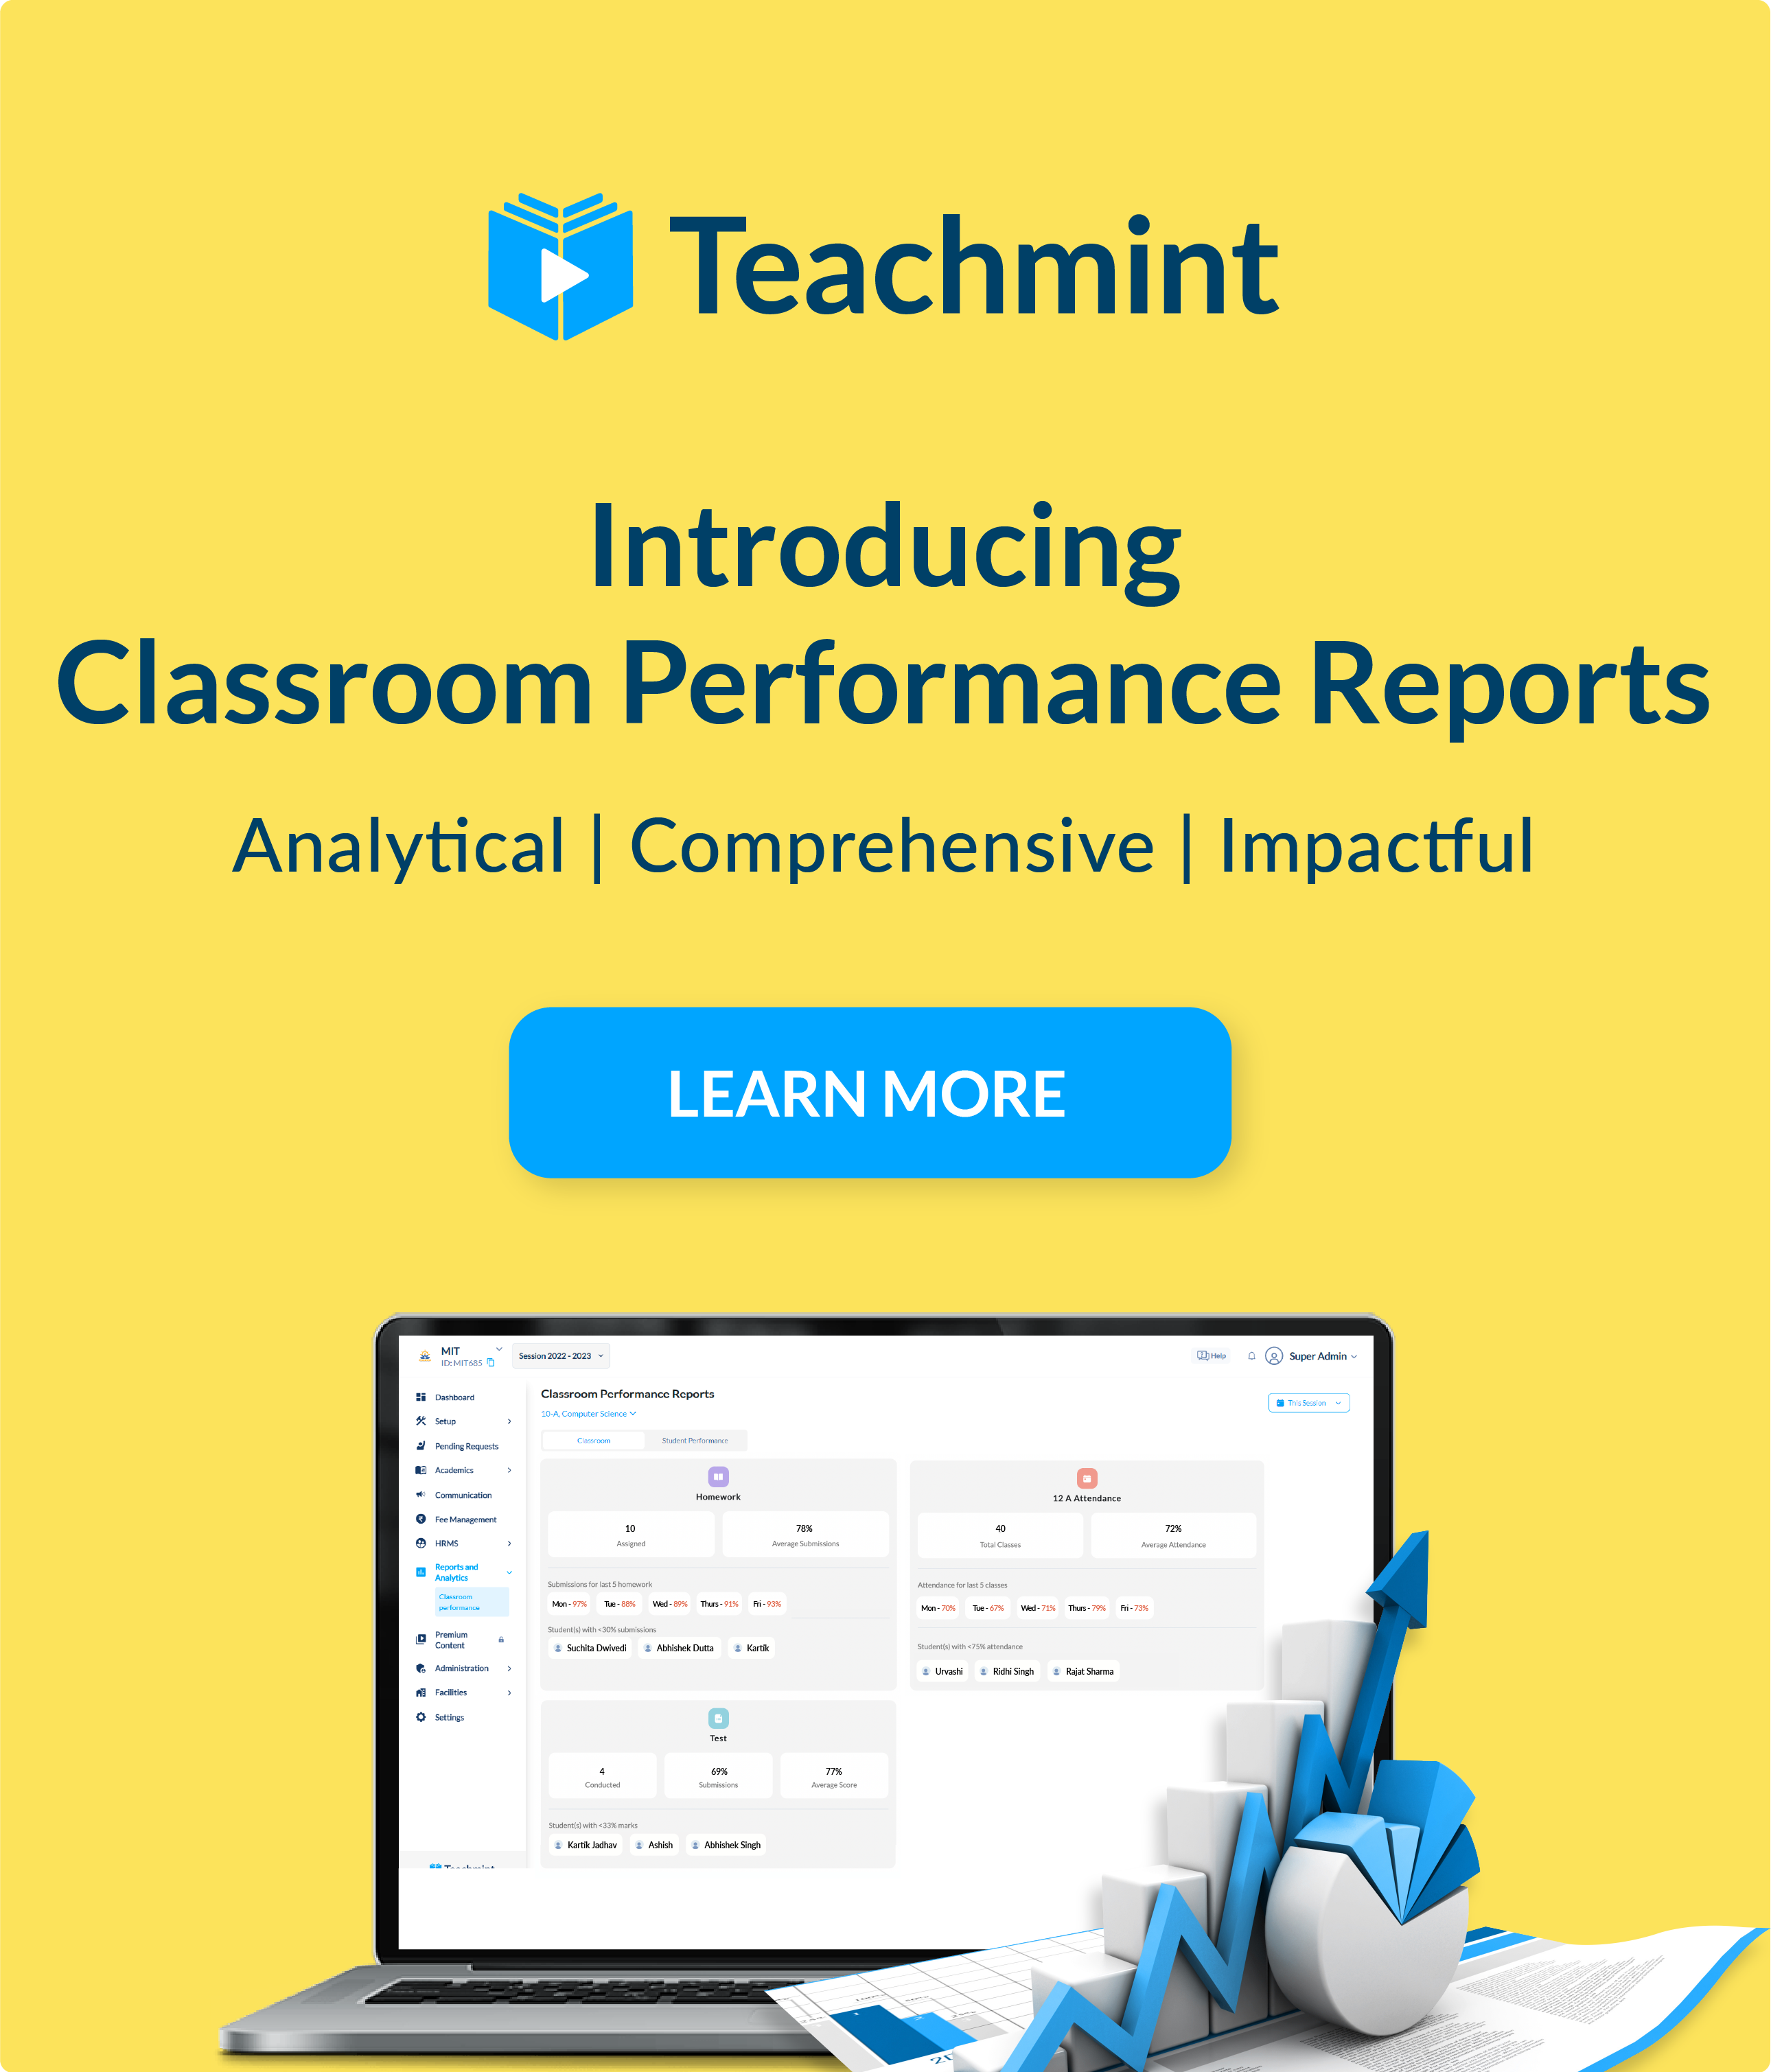 Teachmint
Introducing
Classroom Performance Reports
Analytical | Comprehensive | Impactful
LEARN MORE
MIT
ID: MIT685
Session 2022 - 2023
Help
Super Admin
Dashboard
Setup
Pending Requests
Academics
Communication
Fee Management
HRMS
Reports and
Analytics
Classroom
performance
Premium
Content
Administration
Facilities
Settings
Teachmint
Classroom Performance Reports
10-A, Computer Science
This Session
Classroom
Student Performance
Homework
10
Assigned
78%
Average Submissions
Submissions for last 5 homework
Mon - 97%
Tue - 88%
Wed - 89%
Thurs - 91%
Fri - 93%
Student(s) with <30% submissions
Suchita Dwivedi
Abhishek Dutta
Kartik
12 A Attendance
40
Total Classes
72%
Average Attendance
Attendance for last 5 classes
Mon - 70%
Tue - 67%
Wed - 71%
Thurs - 79%
Fri - 73%
Student(s) with <75% attendance
Urvashi
Ridhi Singh
Rajat Sharma
Test
4
Conducted
69%
Submissions
77%
Average Score
Student(s) with <33% marks
Kartik Jadhav
Ashish
Abhishek Singh